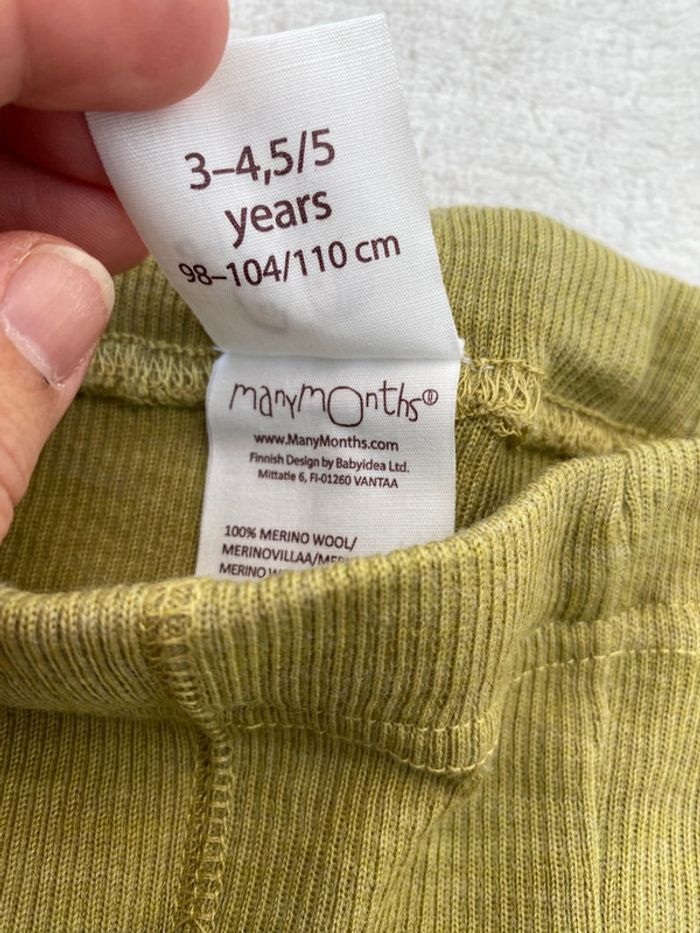 3–4,5/5
years
98–104/110 cm
manymonths®
www.ManyMonths.com
Finnish Design by Babyidea Ltd.
Mittatie 6, FI-01260 VANTAA
100% MERINO WOOL/
MERINOVILLAA/
MERINO